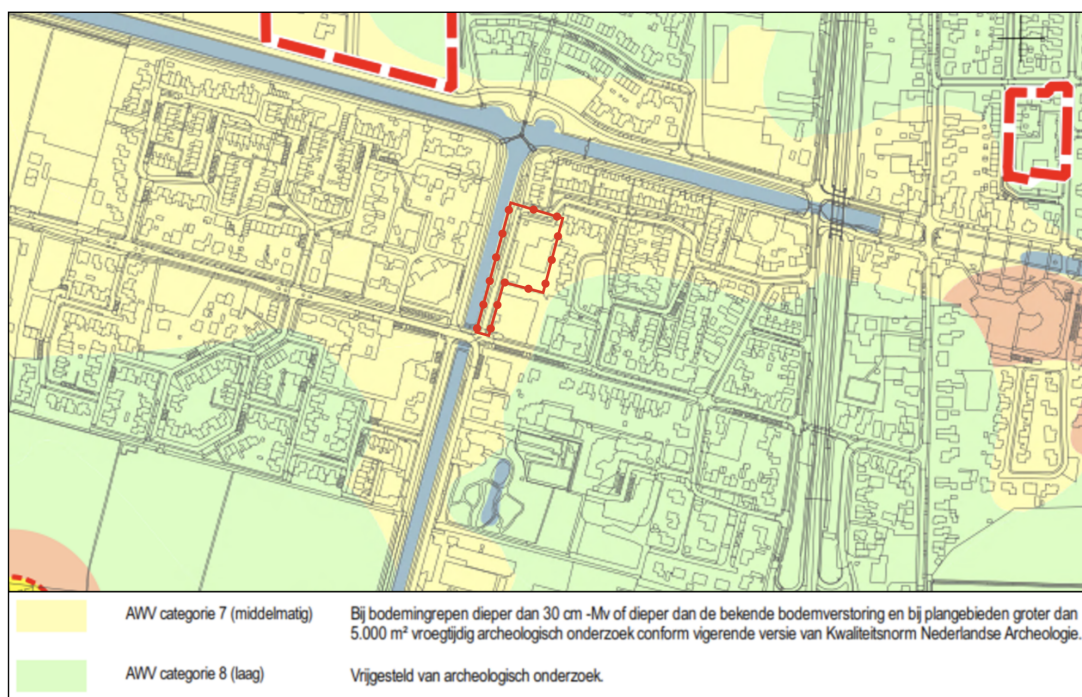 AWV categorie 7 (middelmatig) Bij bodemingrepen dieper dan 30 cm -Mv of dieper dan de bekende bodemverstoring en bij plangebieden groter dan
5.000 m² vroegtijdig archeologisch onderzoek conform vigerende versie van Kwaliteitsnorm Nederlandse Archeologie.
AWV categorie 8 (laag) Vrijgesteld van archeologisch onderzoek.